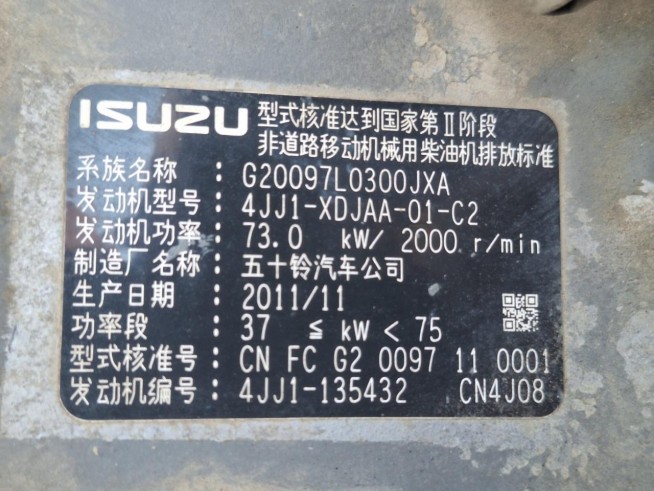 ISUZU 型式核准达到国家第Ⅱ阶段
非道路移动机械用柴油机排放标准
系族名称 : G20097L0300JXA
发动机型号 : 4JJ1-XDJAA-01-C2
发动机功率 : 73.0 kW/ 2000 r/min
制造厂名称 : 五十铃汽车公司
生产日期 : 2011/11
功率段 : 37 ≦ kW < 75
型式核准号 : CN FC G2 0097 11 0001
发动机编号 : 4JJ1-135432 CN4J08